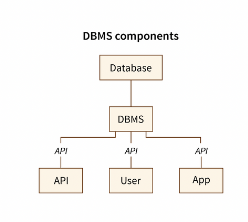 DBMS components
Database
DBMS
API API API
API User App